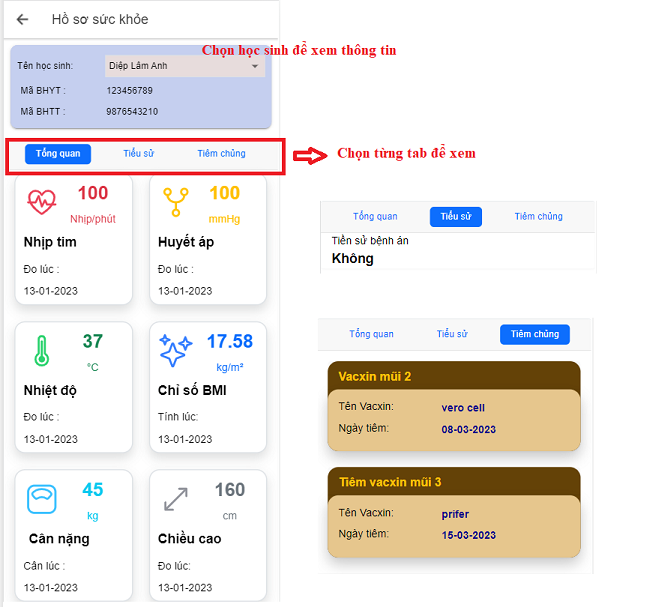 Hồ sơ sức khỏe
Chọn học sinh để xem thông tin
Tên học sinh: Diệp Lâm Anh
Mã BHYT : 123456789
Mã BHTT : 9876543210
Tổng quan Tiểu sử Tiêm chủng
Chọn từng tab để xem
100
Nhịp/phút
Nhịp tim
Đo lúc :
13-01-2023
100
mmHg
Huyết áp
Đo lúc :
13-01-2023
37
°C
Nhiệt độ
Đo lúc :
13-01-2023
17.58
kg/m²
Chỉ số BMI
Tính lúc:
13-01-2023
45
kg
Cân nặng
Cân lúc :
13-01-2023
160
cm
Chiều cao
Đo lúc:
13-01-2023
Tổng quan Tiểu sử Tiêm chủng
Tiền sử bệnh án
Không
Tổng quan Tiểu sử Tiêm chủng
Vacxin mũi 2
Tên Vacxin: vero cell
Ngày tiêm: 08-03-2023
Tiêm vacxin mũi 3
Tên Vacxin: prifer
Ngày tiêm: 15-03-2023